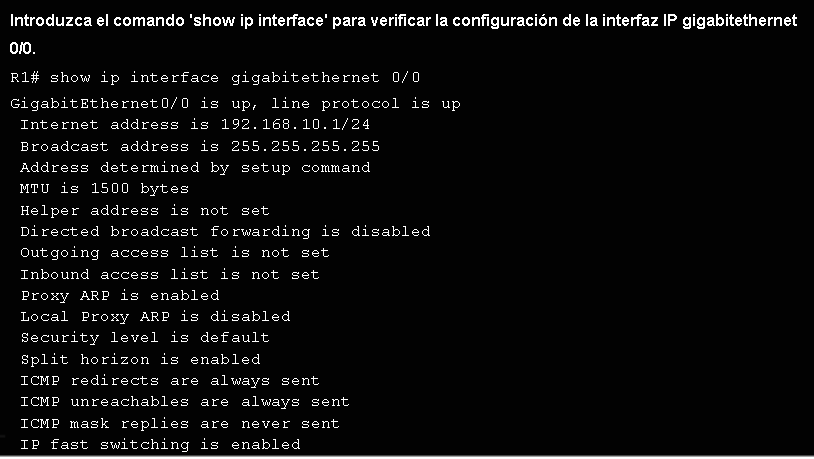 Introduzca el comando 'show ip interface' para verificar la configuración de la interfaz IP gigabitethernet
0/0.
R1# show ip interface gigabitethernet 0/0
GigabitEthernet0/0 is up, line protocol is up
Internet address is 192.168.10.1/24
Broadcast address is 255.255.255.255
Address determined by setup command
MTU is 1500 bytes
Helper address is not set
Directed broadcast forwarding is disabled
Outgoing access list is not set
Inbound access list is not set
Proxy ARP is enabled
Local Proxy ARP is disabled
Security level is default
Split horizon is enabled
ICMP redirects are always sent
ICMP unreachables are always sent
ICMP mask replies are never sent
IP fast switching is enabled